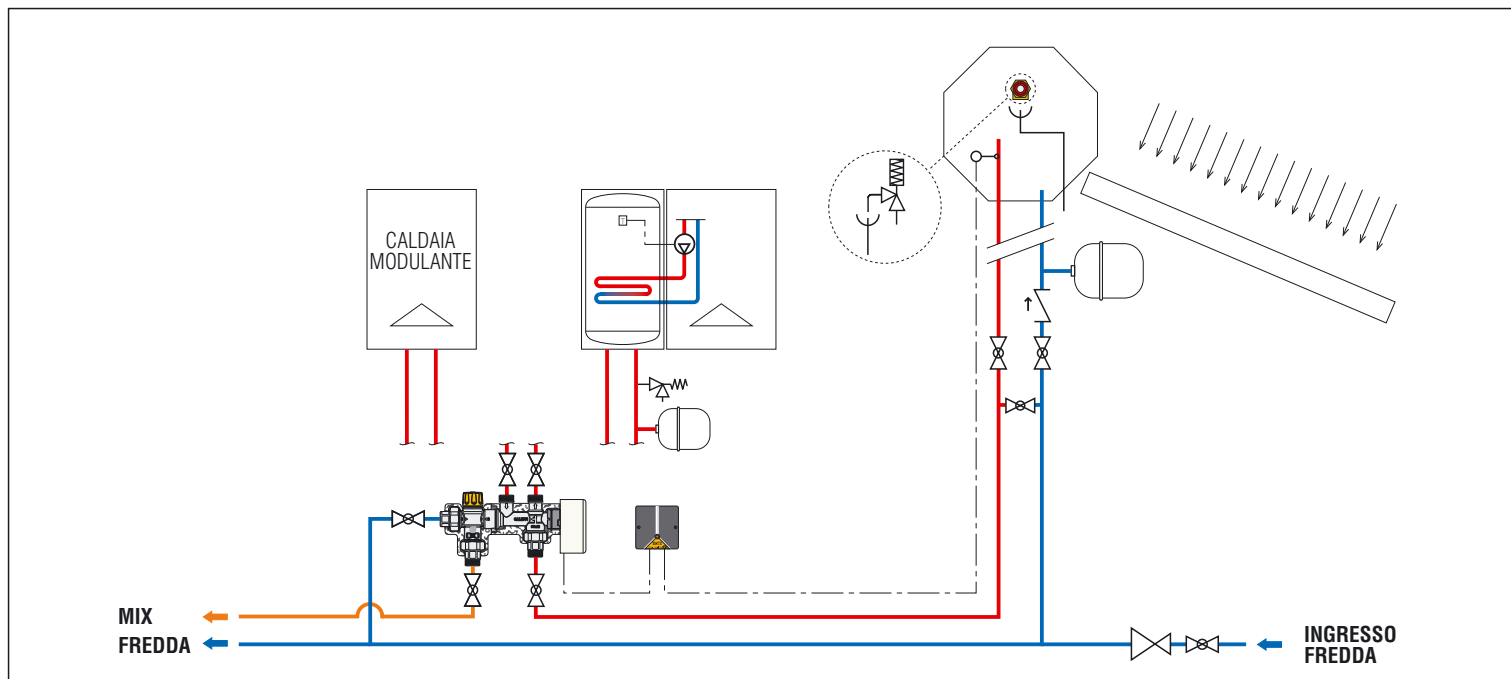 CALDAIA
MODULANTE
T
MIX
FREDDA
INGRESSO
FREDDA